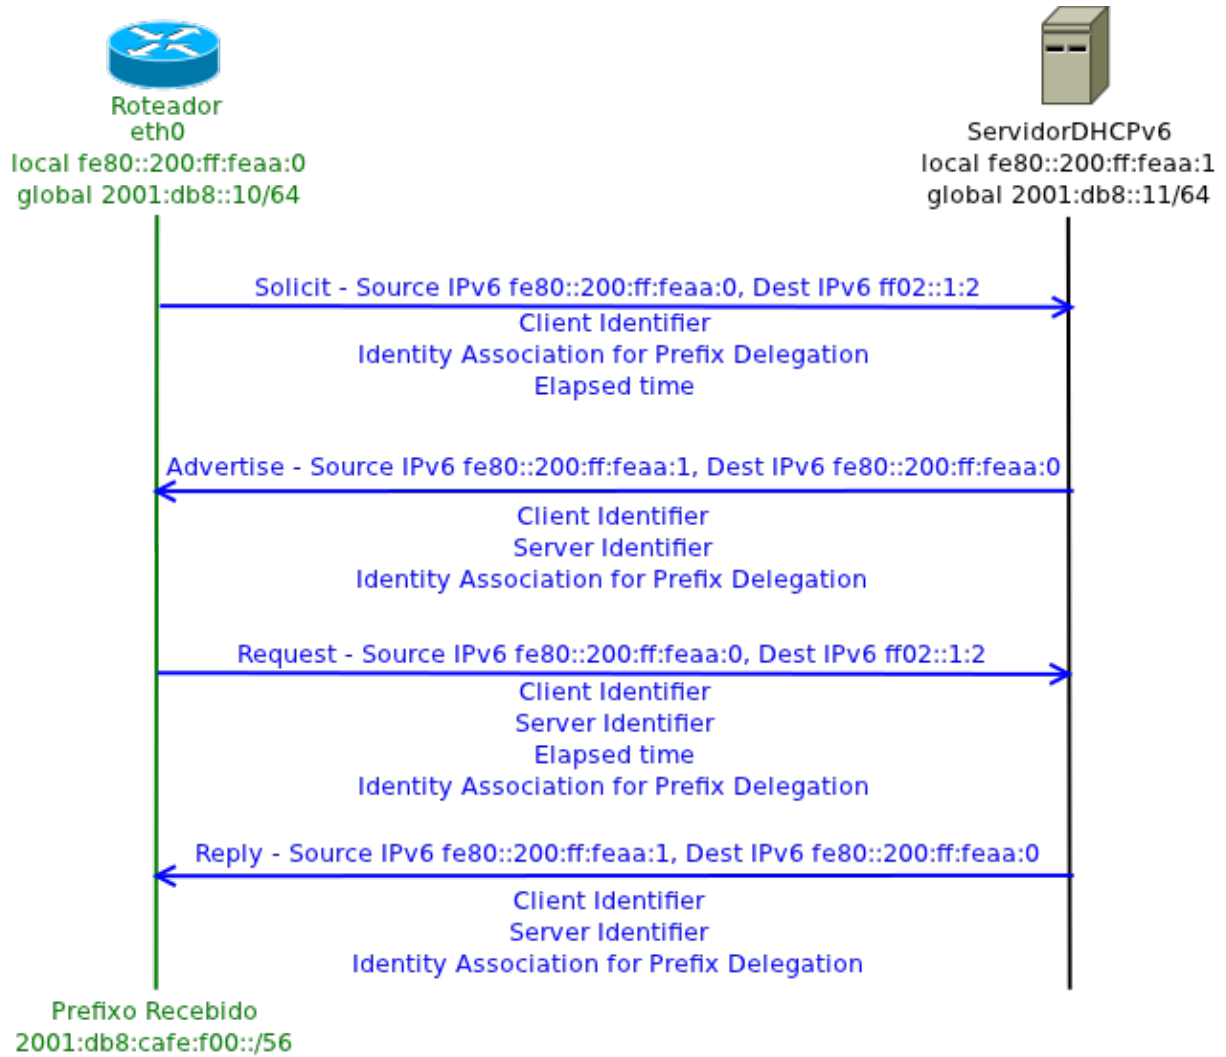 Roteador
eth0
local fe80::200:ff:feaa:0
global 2001:db8::10/64
ServidorDHCPv6
local fe80::200:ff:feaa:1
global 2001:db8::11/64
Solicit - Source IPv6 fe80::200:ff:feaa:0, Dest IPv6 ff02::1:2
Client Identifier
Identity Association for Prefix Delegation
Elapsed time
Advertise - Source IPv6 fe80::200:ff:feaa:1, Dest IPv6 fe80::200:ff:feaa:0
Client Identifier
Server Identifier
Identity Association for Prefix Delegation
Request - Source IPv6 fe80::200:ff:feaa:0, Dest IPv6 ff02::1:2
Client Identifier
Server Identifier
Elapsed time
Identity Association for Prefix Delegation
Reply - Source IPv6 fe80::200:ff:feaa:1, Dest IPv6 fe80::200:ff:feaa:0
Client Identifier
Server Identifier
Identity Association for Prefix Delegation
Prefixo Recebido
2001:db8:cafe:f00::/56